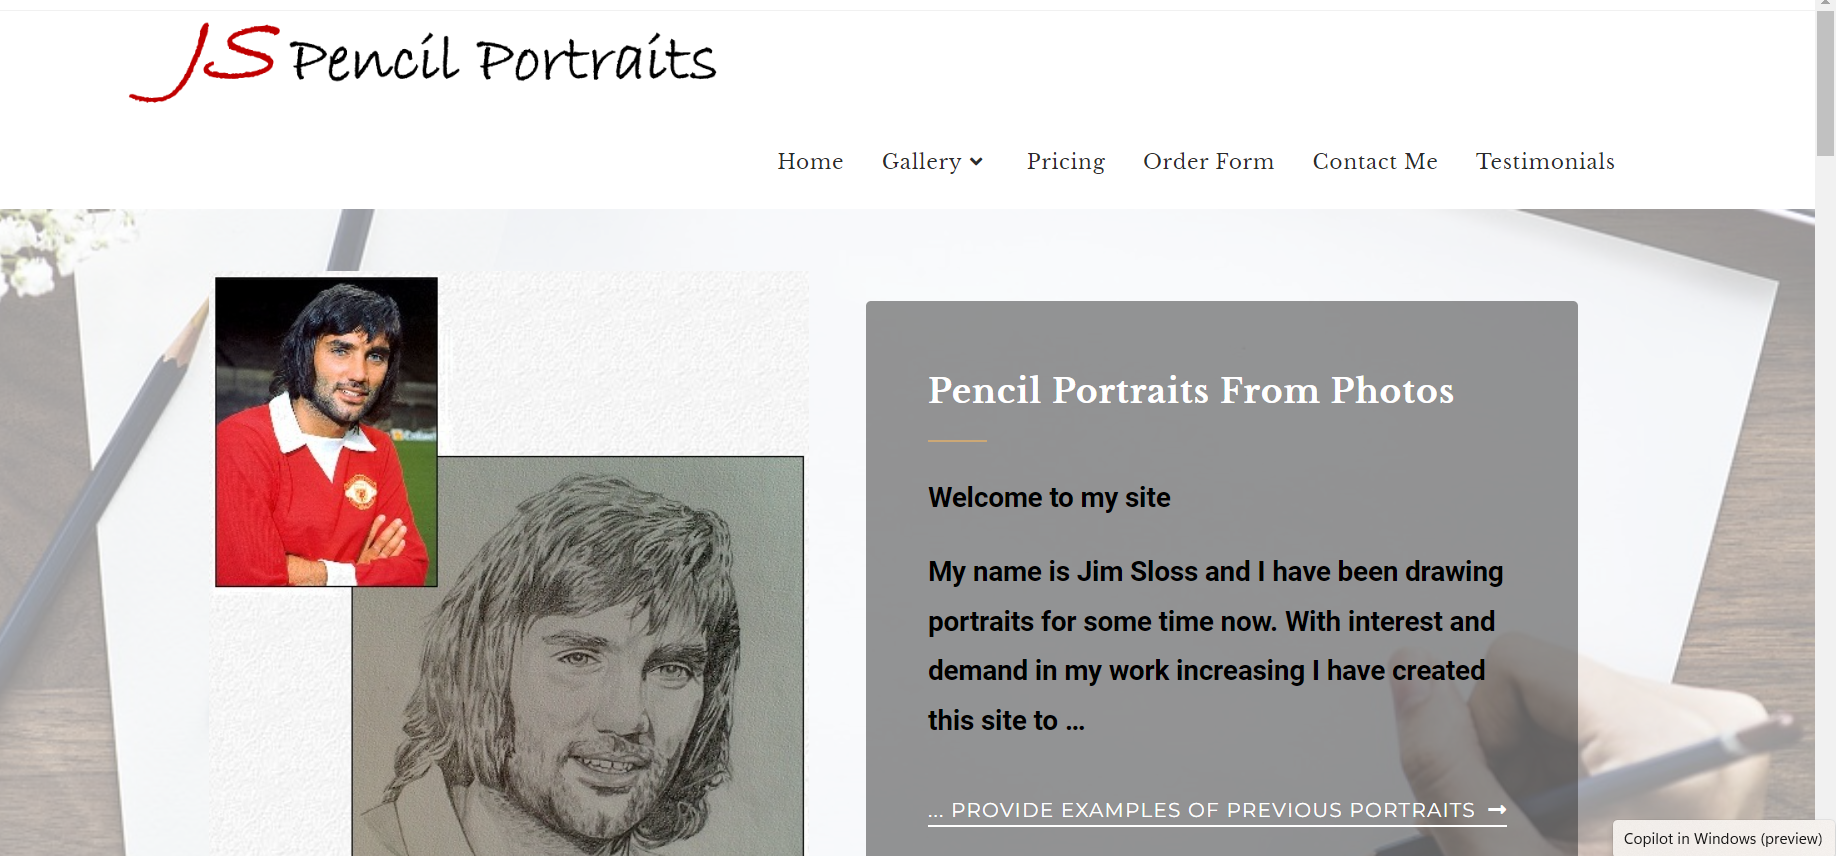 JS Pencil Portraits
Home Gallery Pricing Order Form Contact Me Testimonials
Pencil Portraits From Photos
Welcome to my site
My name is Jim Sloss and I have been drawing
portraits for some time now. With interest and
demand in my work increasing I have created
this site to ...
... PROVIDE EXAMPLES OF PREVIOUS PORTRAITS
Copilot in Windows (preview)